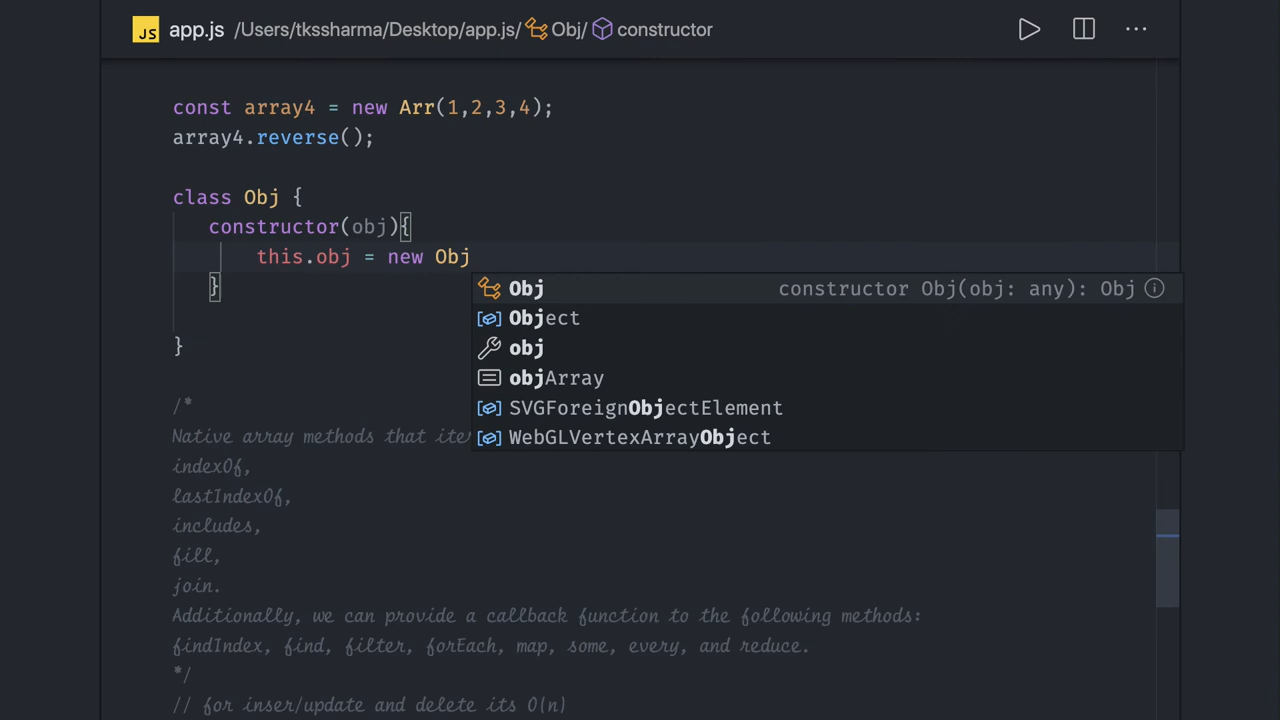 JS app.js /Users/tkssharma/Desktop/app.js/ Obj/ constructor
const array4 = new Arr(1,2,3,4);
array4.reverse();
class Obj {
constructor(obj){
this.obj = new Obj
}
Obj constructor Obj(obj: any): Obj
Object
obj
objArray
SVGForeignObjectElement
WebGLVertexArrayObject
}
/*
Native array methods that ite
indexOf,
lastIndexOf,
includes,
fill,
join.
Additionally, we can provide a callback function to the following methods:
findIndex, find, filter, forEach, map, some, every, and reduce.
*/
// for inser/update and delete its O(n)